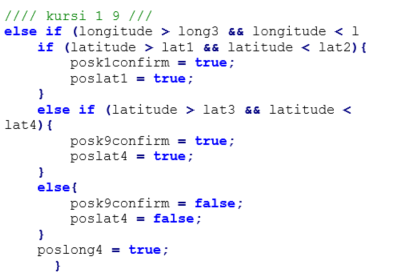 //// kursi 1 9 ///
else if (longitude > long3 && longitude < l
if (latitude > lat1 && latitude < lat2){
posk1confirm = true;
poslat1 = true;
}
else if (latitude > lat3 && latitude <
lat4){
posk9confirm = true;
poslat4 = true;
}
else{
posk9confirm = false;
poslat4 = false;
}
poslong4 = true;
}